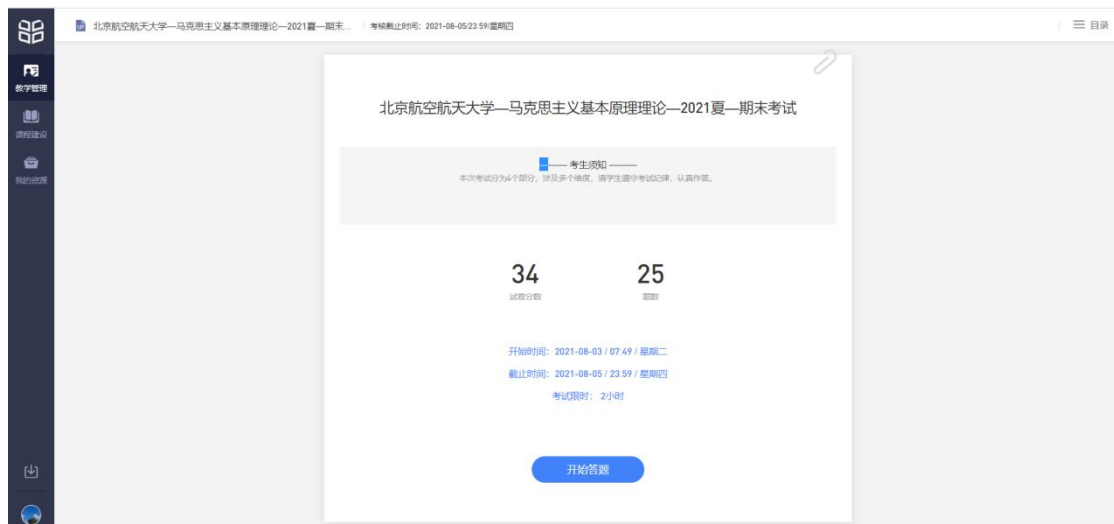 北京航空航天大学—马克思主义基本原理理论—2021夏—期末...
考核截止时间：2021-08-05/23:59/星期四
目录
教学管理
课程建设
我的资源
北京航空航天大学—马克思主义基本原理理论—2021夏—期末考试
—— 考生须知 ——
本次考试分为4个部分，涉及多个维度，请学生遵守考试纪律，认真作答。
34
25
试卷分数
题数
开始时间：2021-08-03 / 07:49 / 星期二
截止时间：2021-08-05 / 23:59 / 星期四
考试限时： 2小时
开始答题